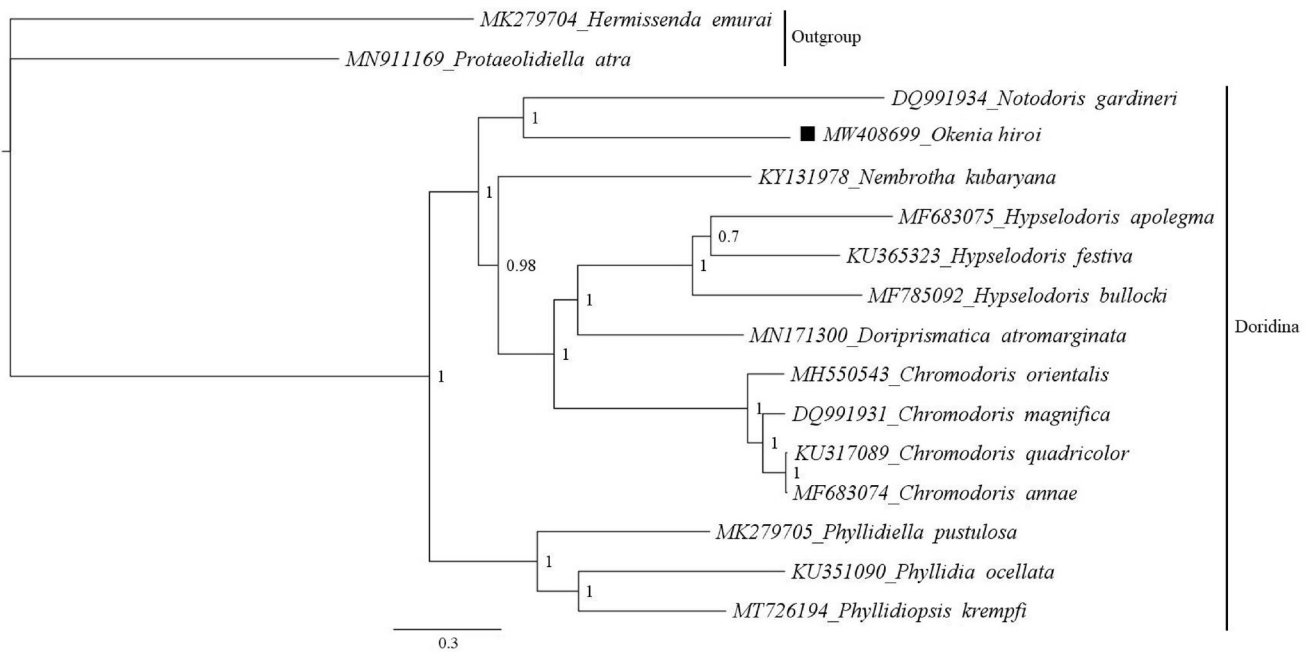 MK279704_Hermissenda emurai
Outgroup
MN911169_Protaeolidiella atra
DQ991934_Notodoris gardineri
1
MW408699_Okenia hiroi
KY131978_Nembrotha kubaryana
1
MF683075_Hypselodoris apolegma
0.7
KU365323_Hypselodoris festiva
0.98
1
MF785092_Hypselodoris bullocki
1
Doridina
MN171300_Doriprismatica atromarginata
1
MH550543_Chromodoris orientalis
1
1
DQ991931_Chromodoris magnifica
1
KU317089_Chromodoris quadricolor
1
MF683074_Chromodoris annae
MK279705_Phyllidiella pustulosa
1
KU351090_Phyllidia ocellata
1
MT726194_Phyllidiopsis krempfi
0.3